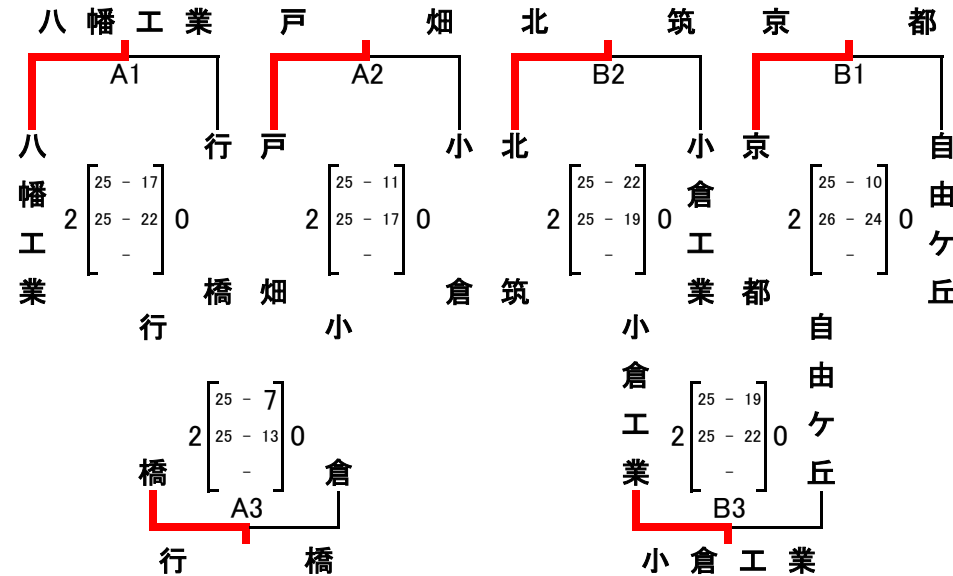 八幡工業 戸畑 北筑 京都
A1 A2 B2 B1
八幡工業 行橋 戸畑 小倉 北筑 小倉工業 京都 自由ケ丘
2 25 - 17 0 2 25 - 11 0 2 25 - 22 0 2 25 - 10 0
25 - 22 25 - 17 25 - 19 26 - 24
- - - -
行橋 小倉 小倉工業 自由ケ丘
2 25 - 7 0 2 25 - 19 0
25 - 13 25 - 22
- -
A3 B3
行橋 小倉工業